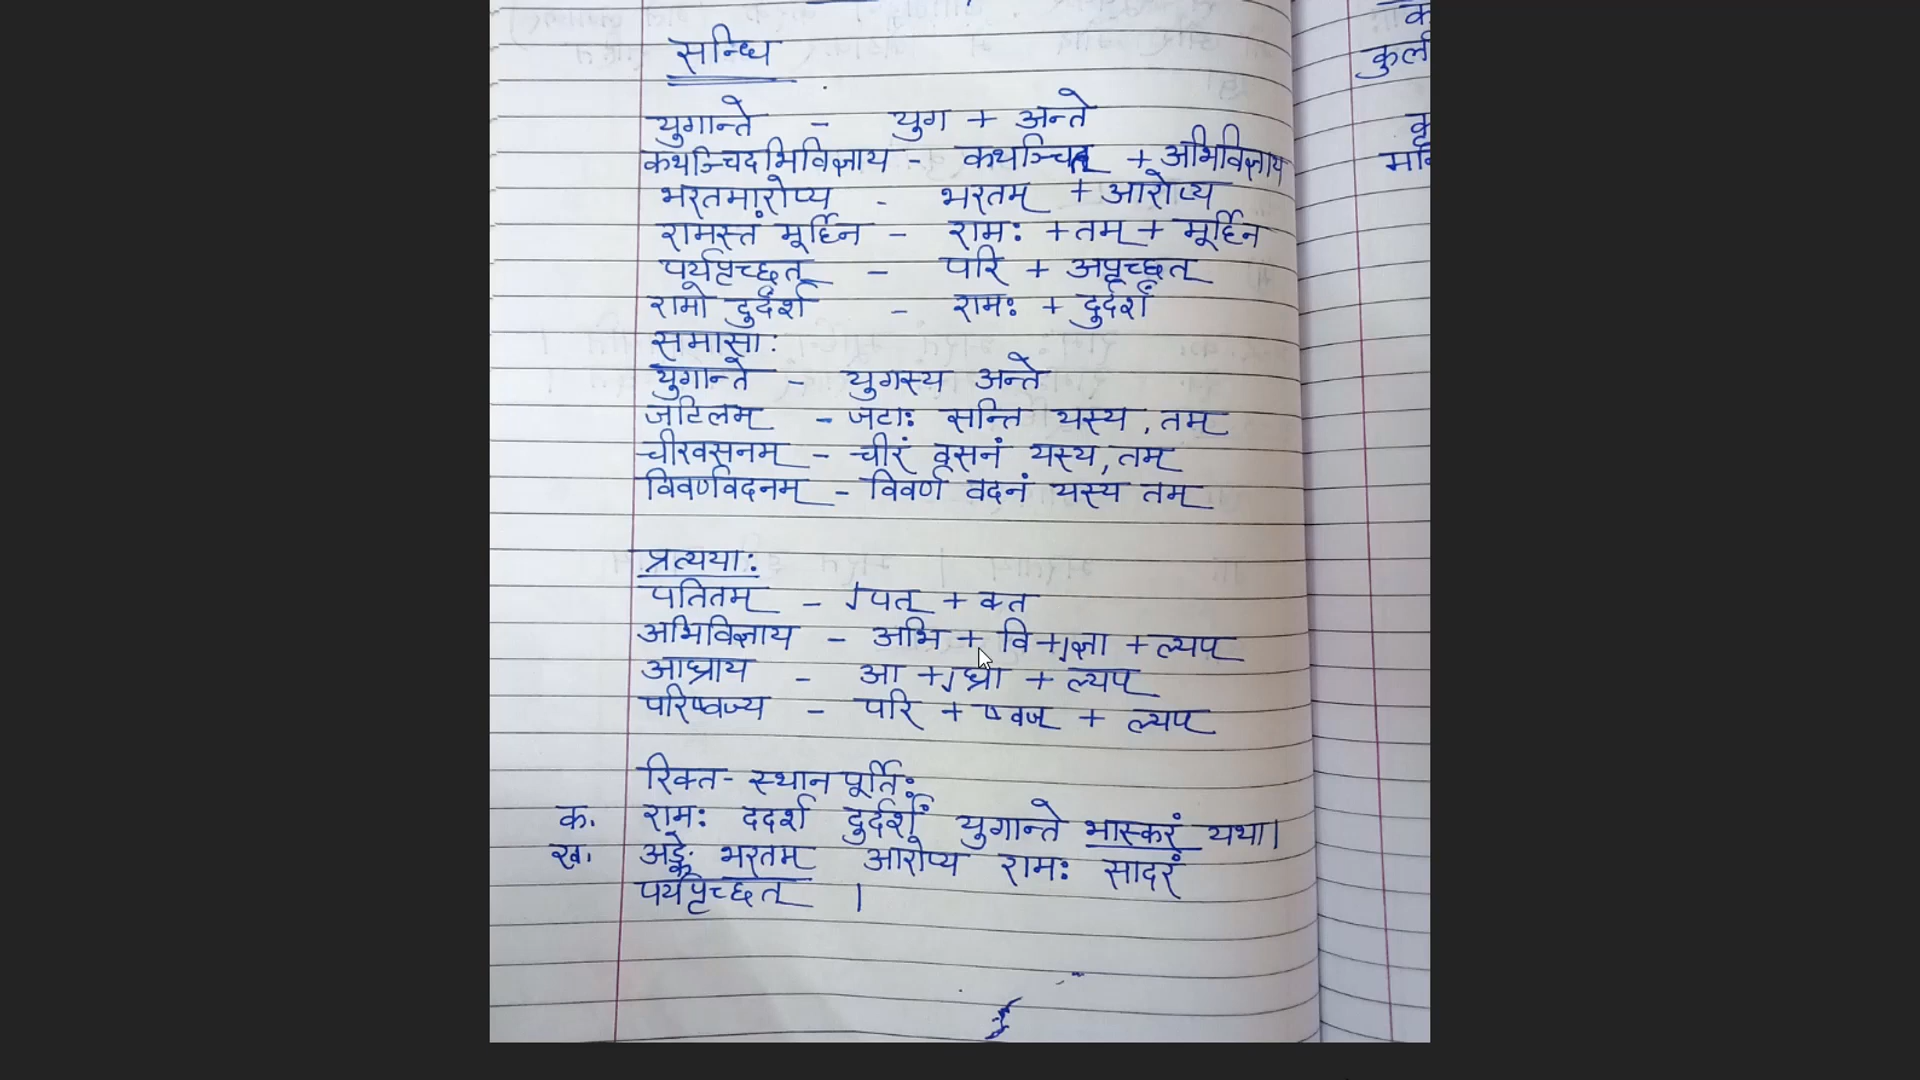 सन्धि
युगान्ते - युग + अन्ते
कथञ्चिदभिविज्ञाय - कथञ्चित् + अभिविज्ञाय
भरतमारोप्य - भरतम् + आरोप्य
रामस्तं मूर्ध्नि - रामः + तम् + मूर्ध्नि
पर्यपृच्छत् - परि + अपृच्छत्
रामो दुर्दर्शं - रामः + दुर्दर्शं
समासाः
युगान्ते - युगस्य अन्ते
जटिलम् - जटाः सन्ति यस्य, तम्
चीरवसनम् - चीरं वसनं यस्य, तम्
विवर्णवदनम् - विवर्णं वदनं यस्य तम्
प्रत्ययाः
पतितम् - √पत् + क्त
अभिविज्ञाय - अभि + वि + √ज्ञा + ल्यप्
आघ्राय - आ + √घ्रा + ल्यप्
परिष्वज्य - परि + ष्वज् + ल्यप्
रिक्त-स्थान पूर्तिः
क. रामः ददर्श दुर्दर्शं युगान्ते भास्करं यथा।
ख. अङ्के भरतम् आरोप्य रामः सादरं
पर्यपृच्छत् ।
कुल